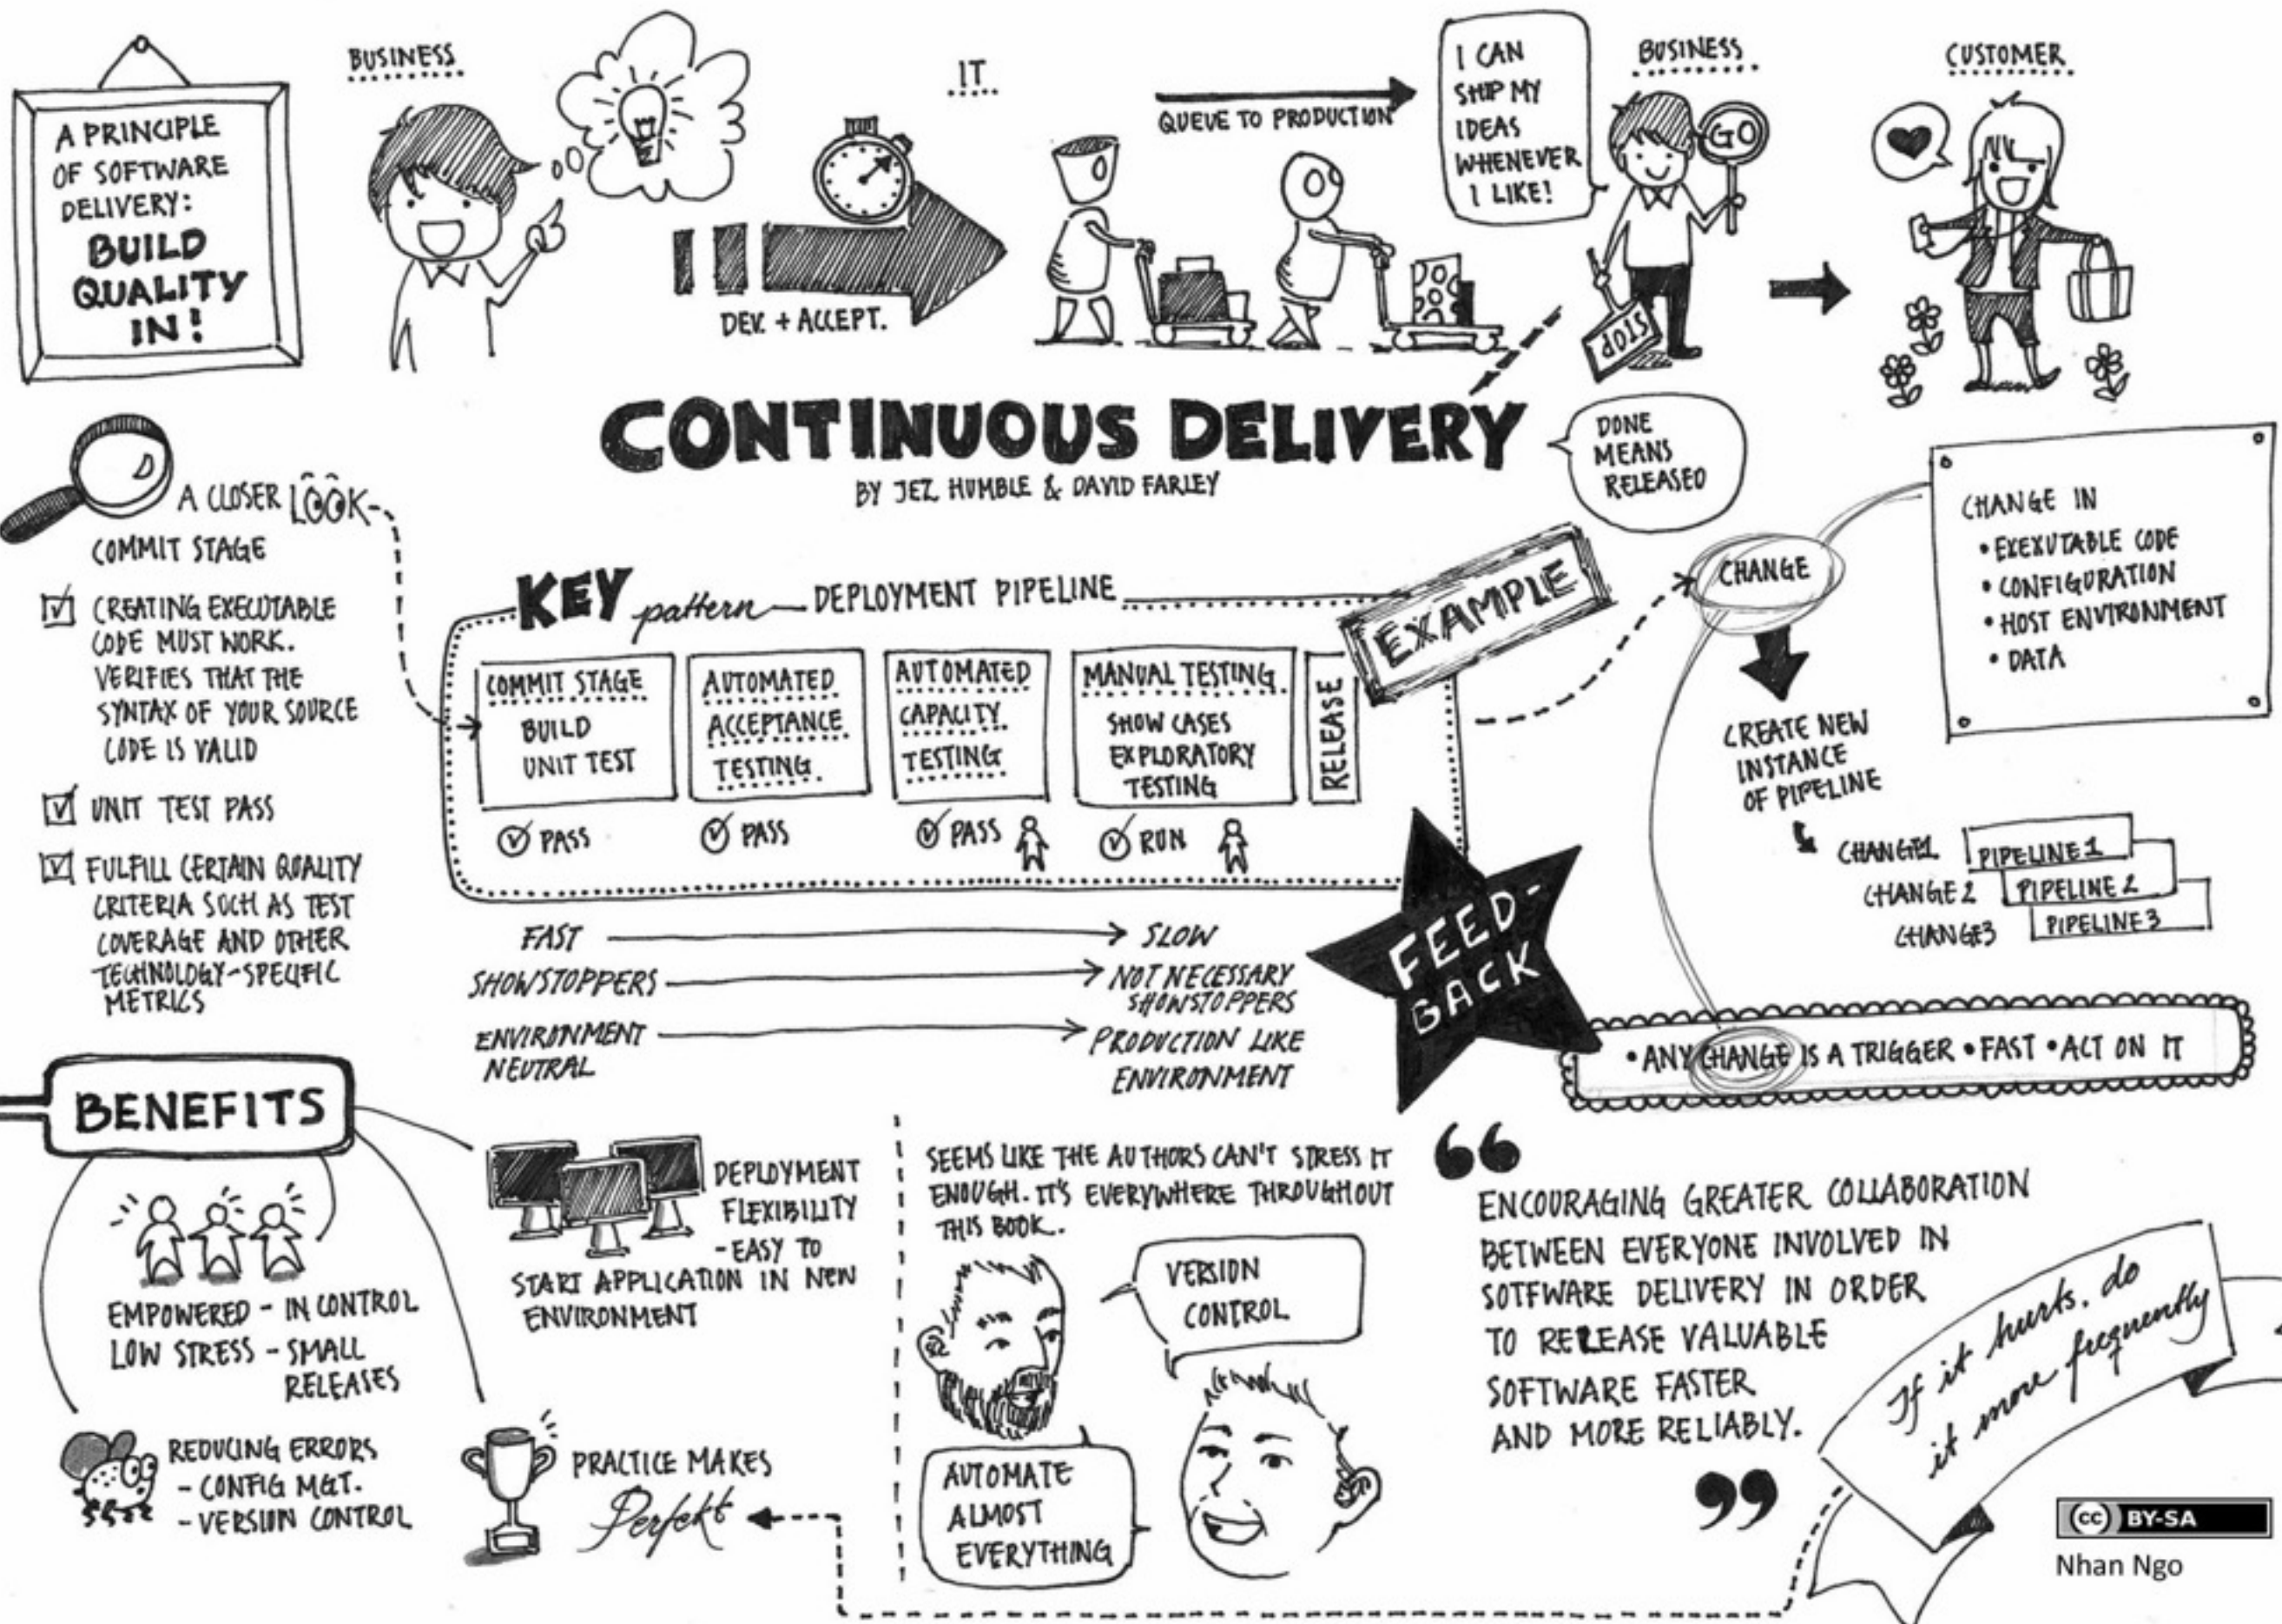 A PRINCIPLE
OF SOFTWARE
DELIVERY:
BUILD
QUALITY
IN!
BUSINESS
DEV. + ACCEPT.
IT
QUEUE TO PRODUCTION
I CAN
SHIP MY
IDEAS
WHENEVER
I LIKE!
BUSINESS
GO
STOP
CUSTOMER
CONTINUOUS DELIVERY
BY JEZ HUMBLE & DAVID FARLEY
DONE
MEANS
RELEASED
A CLOSER LOOK
COMMIT STAGE
CREATING EXECUTABLE
CODE MUST WORK.
VERIFIES THAT THE
SYNTAX OF YOUR SOURCE
CODE IS VALID
UNIT TEST PASS
FULFILL CERTAIN QUALITY
CRITERIA SUCH AS TEST
COVERAGE AND OTHER
TECHNOLOGY-SPECIFIC
METRICS
KEY pattern DEPLOYMENT PIPELINE
EXAMPLE
COMMIT STAGE
BUILD
UNIT TEST
PASS
AUTOMATED
ACCEPTANCE
TESTING
PASS
AUTOMATED
CAPACITY
TESTING
PASS
MANUAL TESTING
SHOW CASES
EXPLORATORY
TESTING
RUN
RELEASE
FAST
SLOW
SHOWSTOPPERS
NOT NECESSARY
SHOWSTOPPERS
ENVIRONMENT
NEUTRAL
PRODUCTION LIKE
ENVIRONMENT
FEED-
BACK
CHANGE
CHANGE IN
• EXEXUTABLE CODE
• CONFIGURATION
• HOST ENVIRONMENT
• DATA
CREATE NEW
INSTANCE
OF PIPELINE
CHANGE1 PIPELINE 1
CHANGE 2 PIPELINE 2
CHANGE3 PIPELINE 3
• ANY CHANGE IS A TRIGGER • FAST • ACT ON IT
BENEFITS
EMPOWERED - IN CONTROL
LOW STRESS - SMALL
RELEASES
REDUCING ERRORS
- CONFIG MGT.
- VERSION CONTROL
DEPLOYMENT
FLEXIBILITY
- EASY TO
START APPLICATION IN NEW
ENVIRONMENT
PRACTICE MAKES
Perfekt
SEEMS LIKE THE AUTHORS CAN'T STRESS IT
ENOUGH. IT'S EVERYWHERE THROUGHOUT
THIS BOOK.
VERSION
CONTROL
AUTOMATE
ALMOST
EVERYTHING
“
ENCOURAGING GREATER COLLABORATION
BETWEEN EVERYONE INVOLVED IN
SOTFWARE DELIVERY IN ORDER
TO RELEASE VALUABLE
SOFTWARE FASTER
AND MORE RELIABLY.
”
If it hurts, do
it more frequently
cc BY-SA
Nhan Ngo